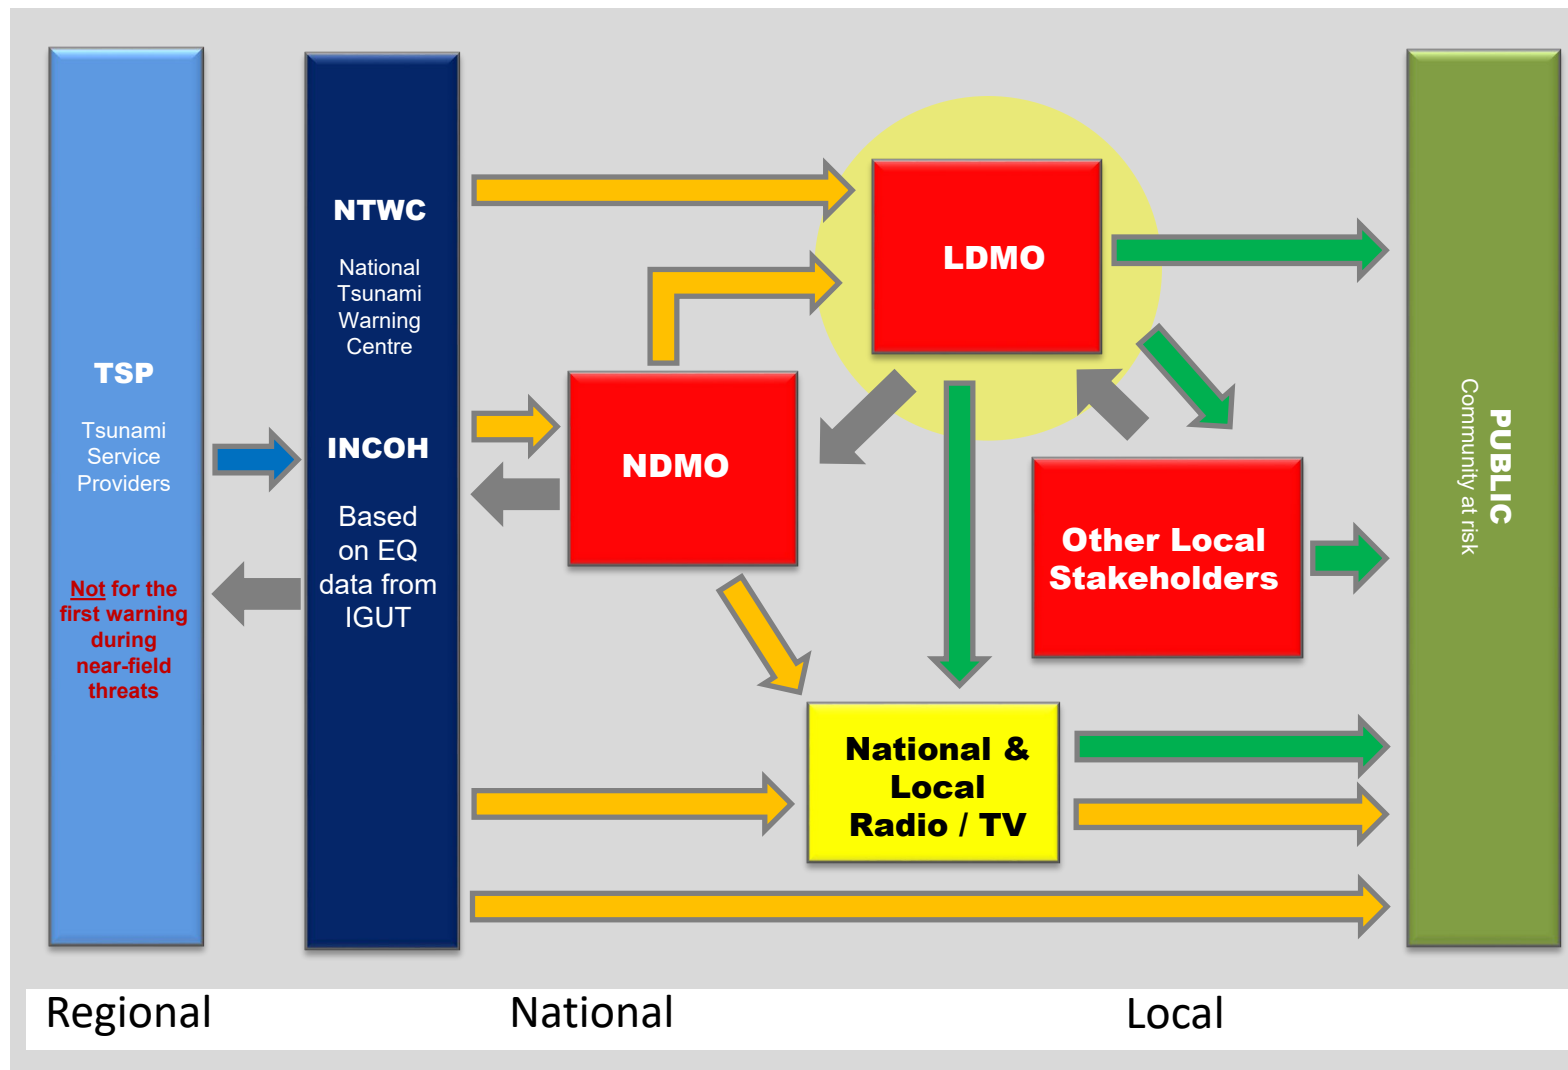 TSP
Tsunami
Service
Providers
Not for the
first warning
during
near-field
threats
NTWC
National
Tsunami
Warning
Centre
INCOH
Based
on EQ
data from
IGUT
NDMO
LDMO
Other Local
Stakeholders
National &
Local
Radio / TV
PUBLIC
Community at risk
Regional
National
Local